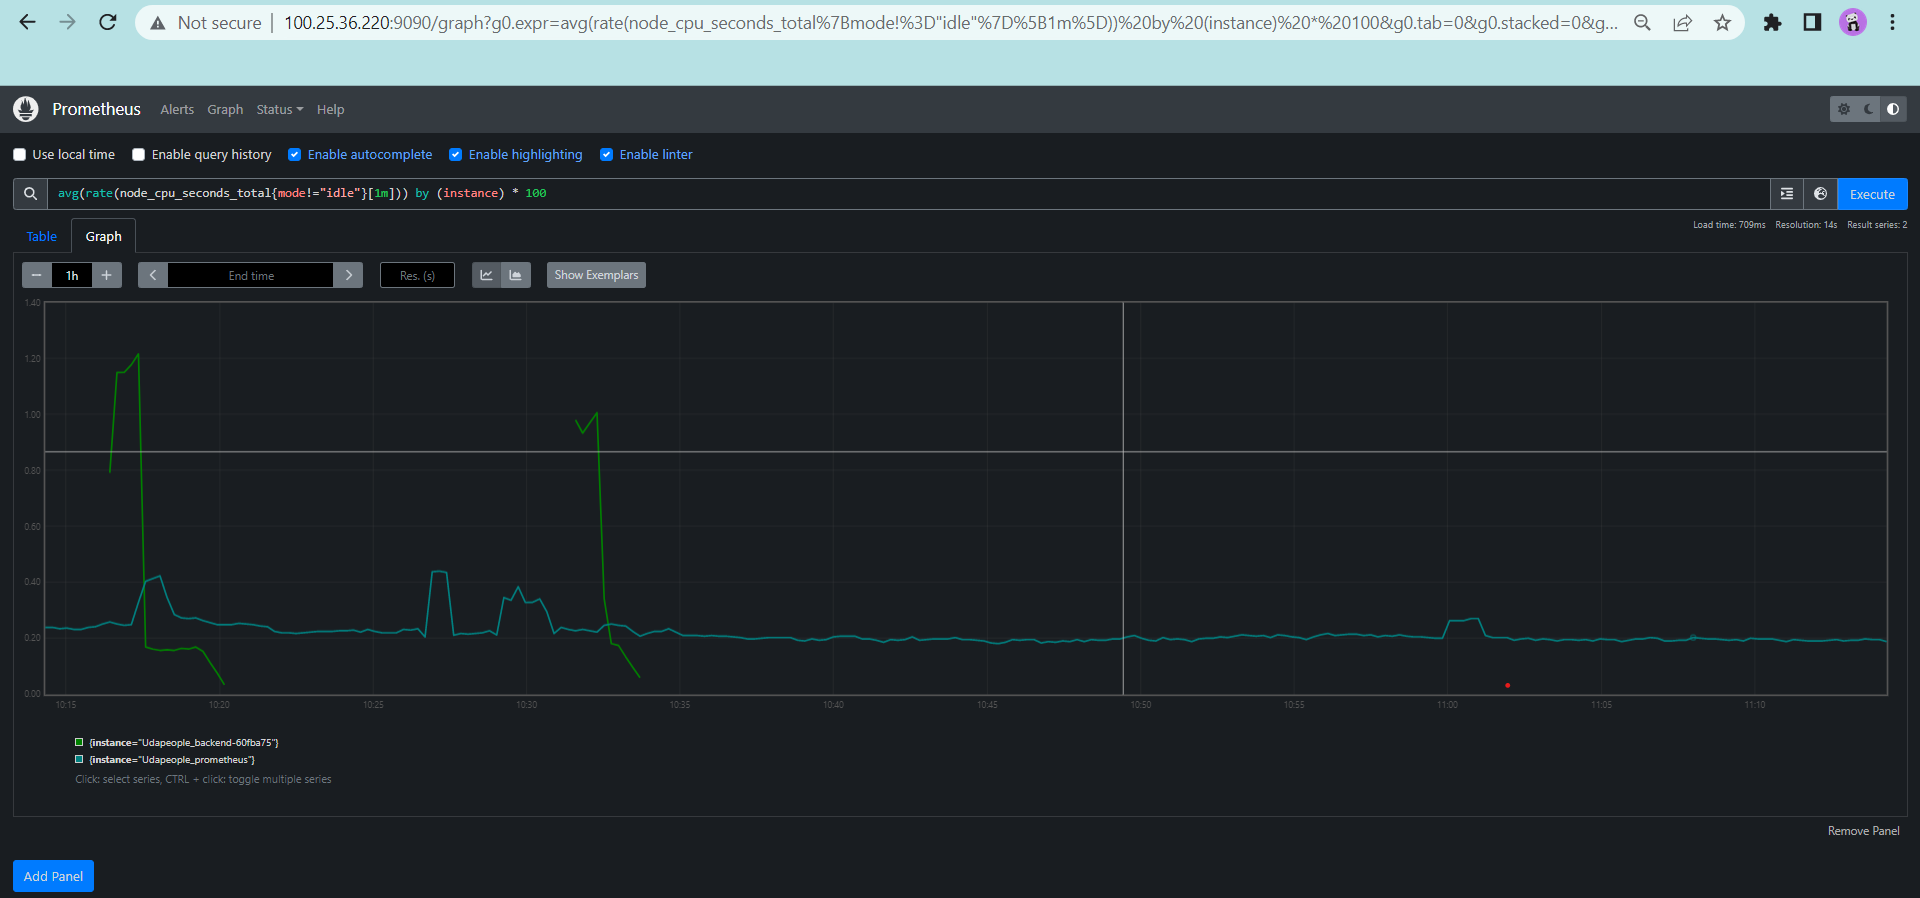 Not secure | 100.25.36.220:9090/graph?g0.expr=avg(rate(node_cpu_seconds_total%7Bmode!%3D"idle"%7D%5B1m%5D))%20by%20(instance)%20*%20100&g0.tab=0&g0.stacked=0&g...
Prometheus Alerts Graph Status Help
Use local time Enable query history Enable autocomplete Enable highlighting Enable linter
avg(rate(node_cpu_seconds_total{mode!="idle"}[1m])) by (instance) * 100 Execute
Load time: 709ms Resolution: 14s Result series: 2
Table Graph
− 1h + < End time > Res. (s) Show Exemplars
1.40
1.20
1.00
0.80
0.60
0.40
0.20
0.00
10:15 10:20 10:25 10:30 10:35 10:40 10:45 10:50 10:55 11:00 11:05 11:10
{instance="Udapeople_backend-60fba75"}
{instance="Udapeople_prometheus"}
Click: select series, CTRL + click: toggle multiple series
Remove Panel
Add Panel